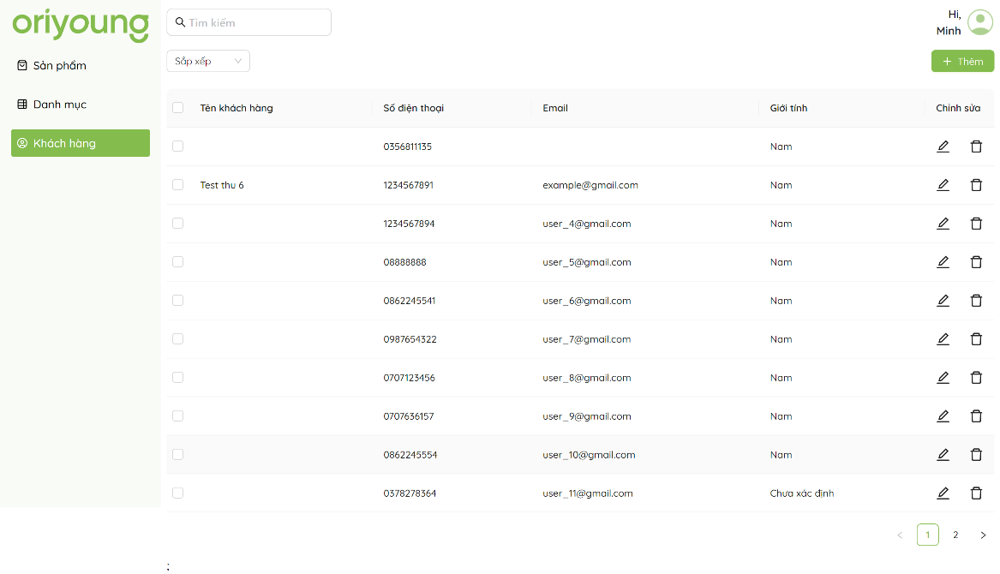 oriyoung
Tìm kiếm
Hi,
Minh
Sản phẩm
Danh mục
Khách hàng
Sắp xếp
Thêm
Tên khách hàng Số điện thoại Email Giới tính Chỉnh sửa
0356811135 Nam
Test thu 6 1234567891 example@gmail.com Nam
1234567894 user_4@gmail.com Nam
08888888 user_5@gmail.com Nam
0862245541 user_6@gmail.com Nam
0987654322 user_7@gmail.com Nam
0707123456 user_8@gmail.com Nam
0707636157 user_9@gmail.com Nam
0862245554 user_10@gmail.com Nam
0378278364 user_11@gmail.com Chưa xác định
< 1 2 >
;